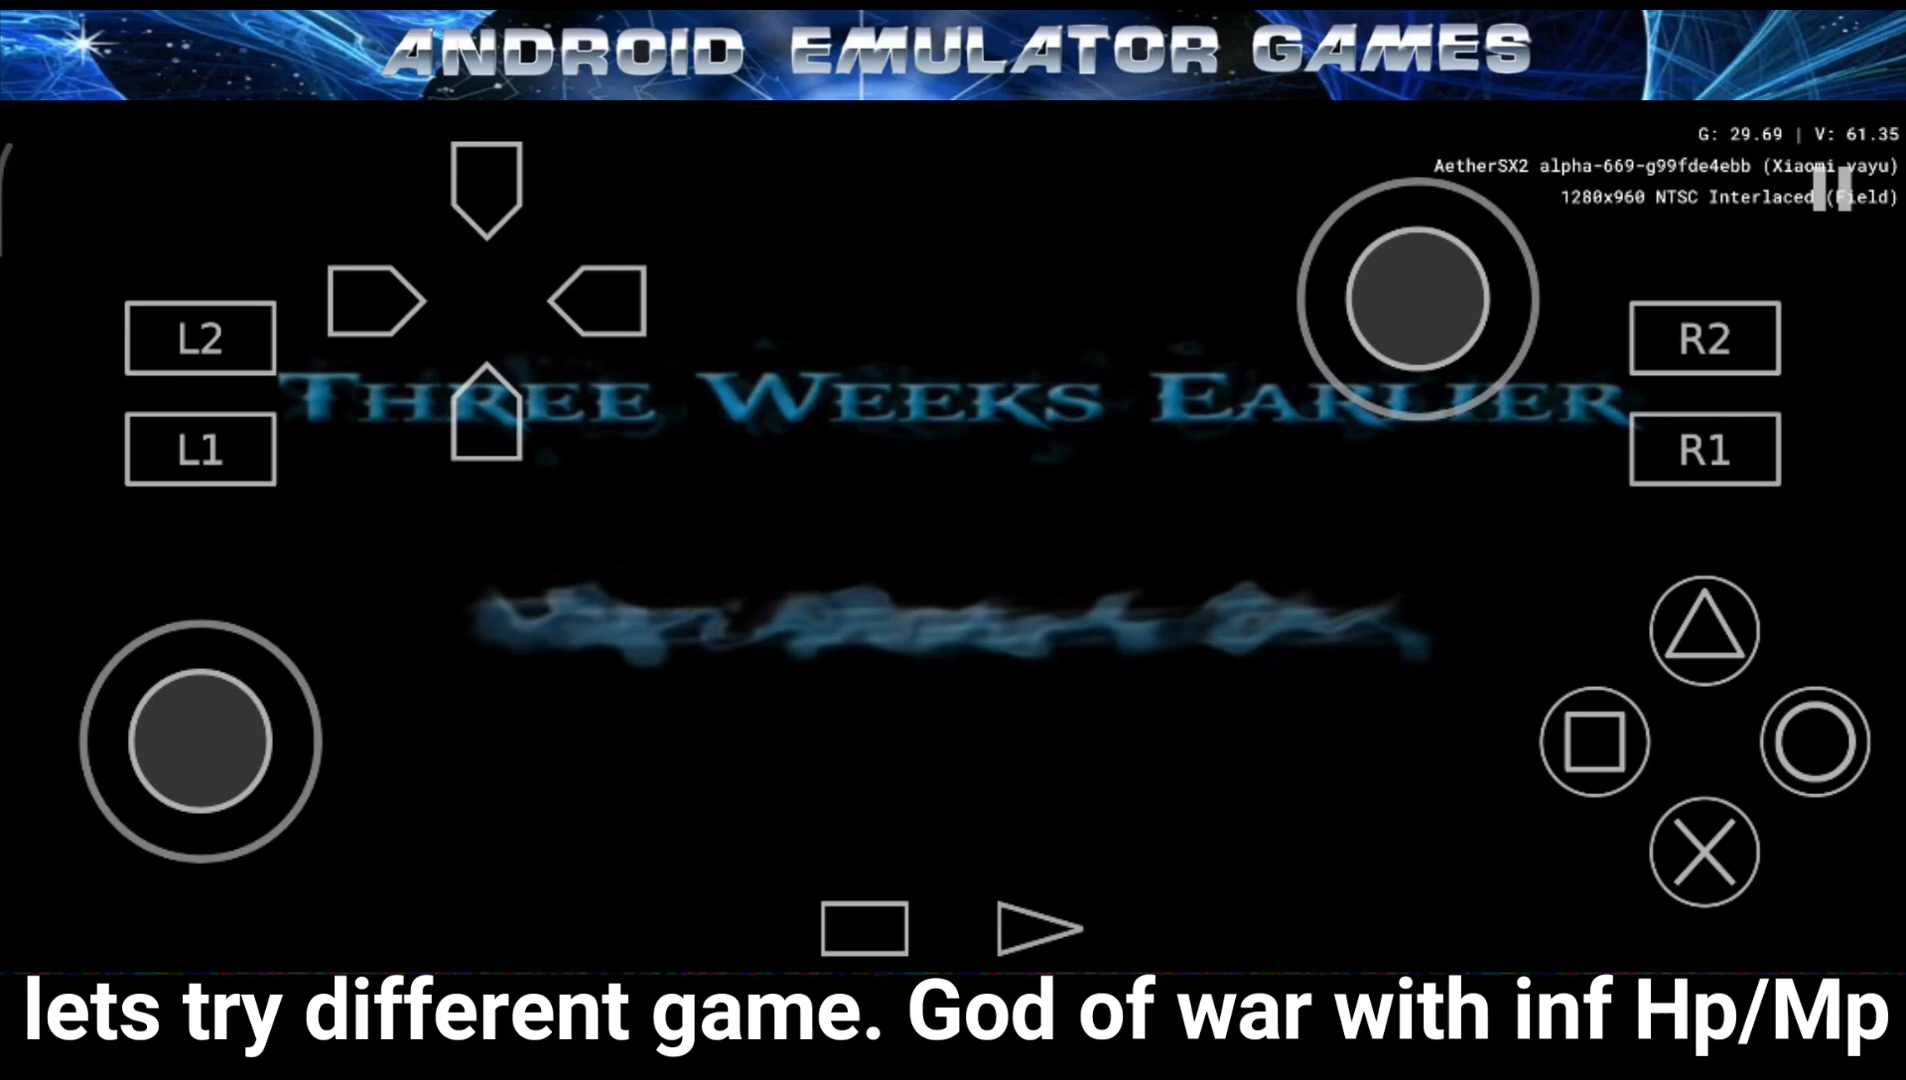 ANDROID EMULATOR GAMES
G: 29.69 | V: 61.35
AetherSX2 alpha-669-g99fde4ebb (Xiaomi vayu)
1280x960 NTSC Interlaced (Field)
L2
R2
THREE WEEKS EARLIER
L1
R1
lets try different game. God of war with inf Hp/Mp